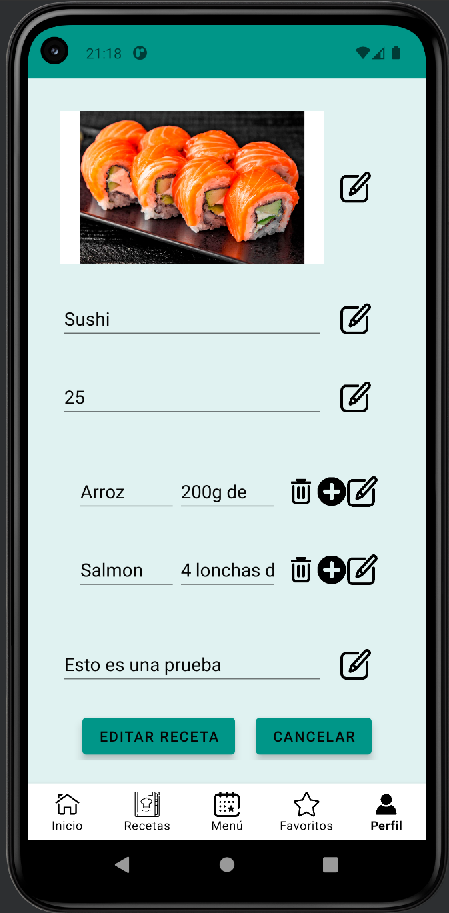 21:18
Sushi
25
Arroz 200g de
Salmon 4 lonchas d
Esto es una prueba
EDITAR RECETA CANCELAR
Inicio Recetas Menú Favoritos Perfil